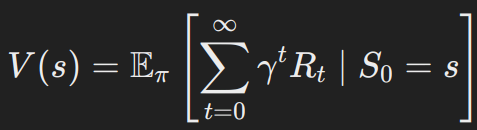 V(s) = 𝔼_π [ ∑_{t=0}^{∞} γ^t R_t | S_0 = s ]